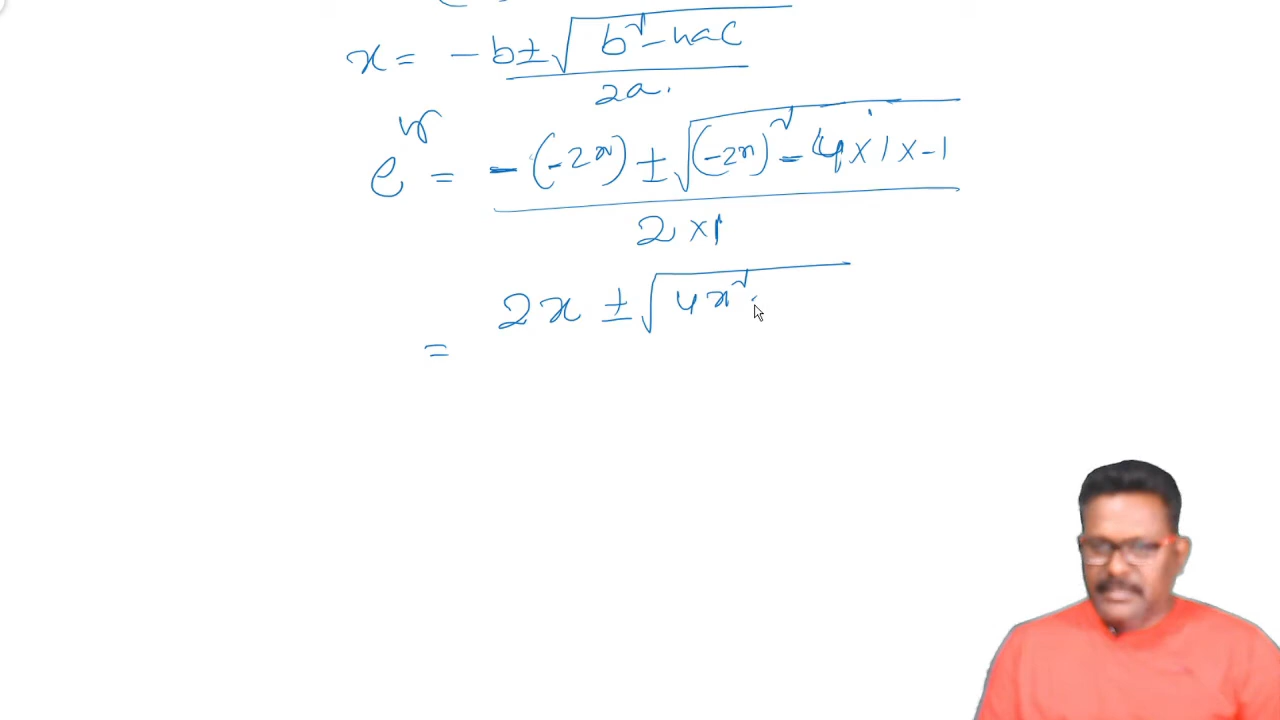 x = -b ± √(b² - 4ac)
2a.
e^y = -(-2x) ± √((-2x)² - 4 × 1 × -1)
2 × 1
= 2x ± √(4x²